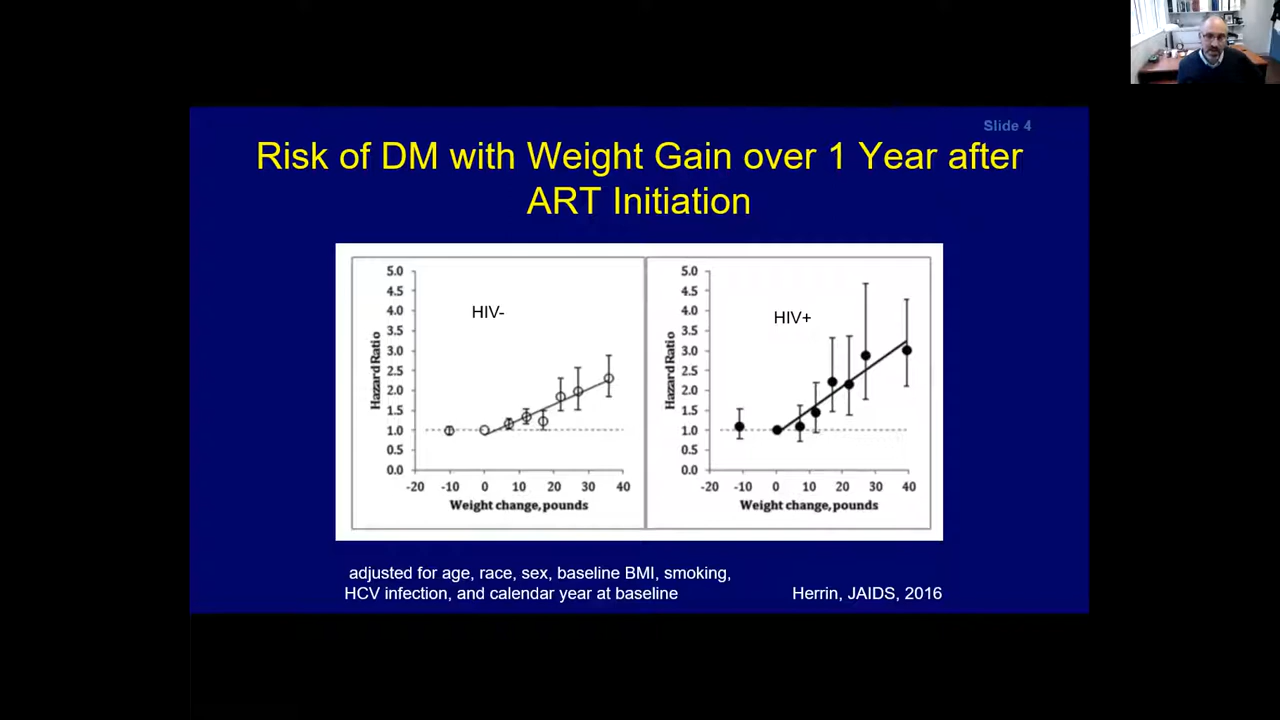 Slide 4
Risk of DM with Weight Gain over 1 Year after
ART Initiation
5.0
4.5
4.0
3.5
3.0
2.5
2.0
1.5
1.0
0.5
0.0
Hazard Ratio
HIV-
-20 -10 0 10 20 30 40
Weight change, pounds
5.0
4.5
4.0
3.5
3.0
2.5
2.0
1.5
1.0
0.5
0.0
Hazard Ratio
HIV+
-20 -10 0 10 20 30 40
Weight change, pounds
adjusted for age, race, sex, baseline BMI, smoking,
HCV infection, and calendar year at baseline
Herrin, JAIDS, 2016